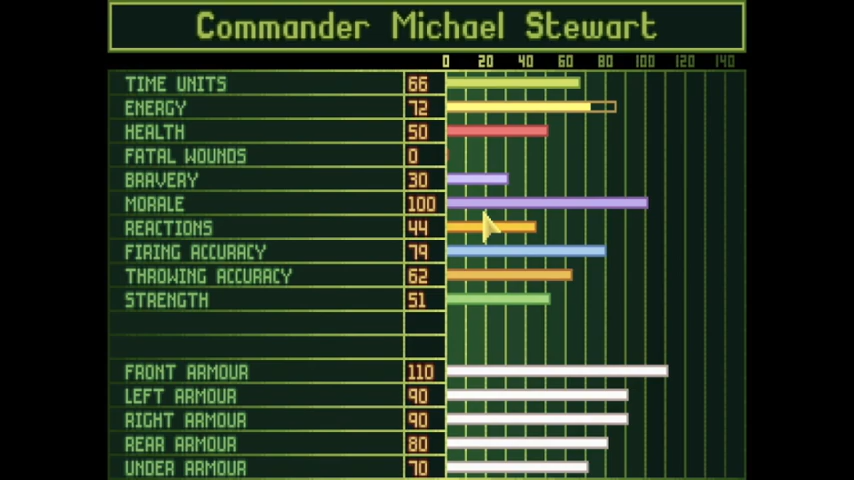 Commander Michael Stewart
0 20 40 60 80 100 120 140
TIME UNITS 66
ENERGY 72
HEALTH 50
FATAL WOUNDS 0
BRAVERY 30
MORALE 100
REACTIONS 44
FIRING ACCURACY 79
THROWING ACCURACY 62
STRENGTH 51
FRONT ARMOUR 110
LEFT ARMOUR 90
RIGHT ARMOUR 90
REAR ARMOUR 80
UNDER ARMOUR 70